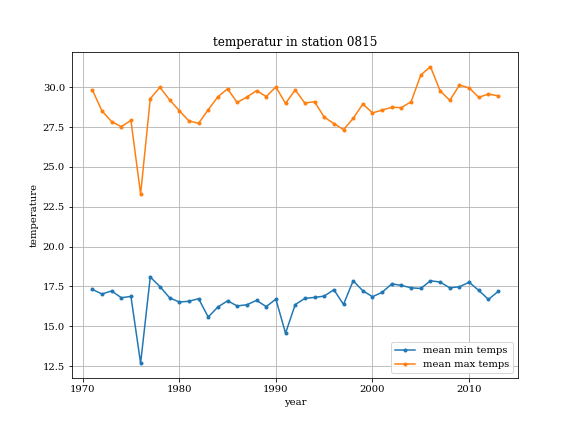 temperatur in station 0815
30.0
27.5
25.0
22.5
20.0
17.5
15.0
12.5
temperature
1970
1980
1990
2000
2010
year
mean min temps
mean max temps